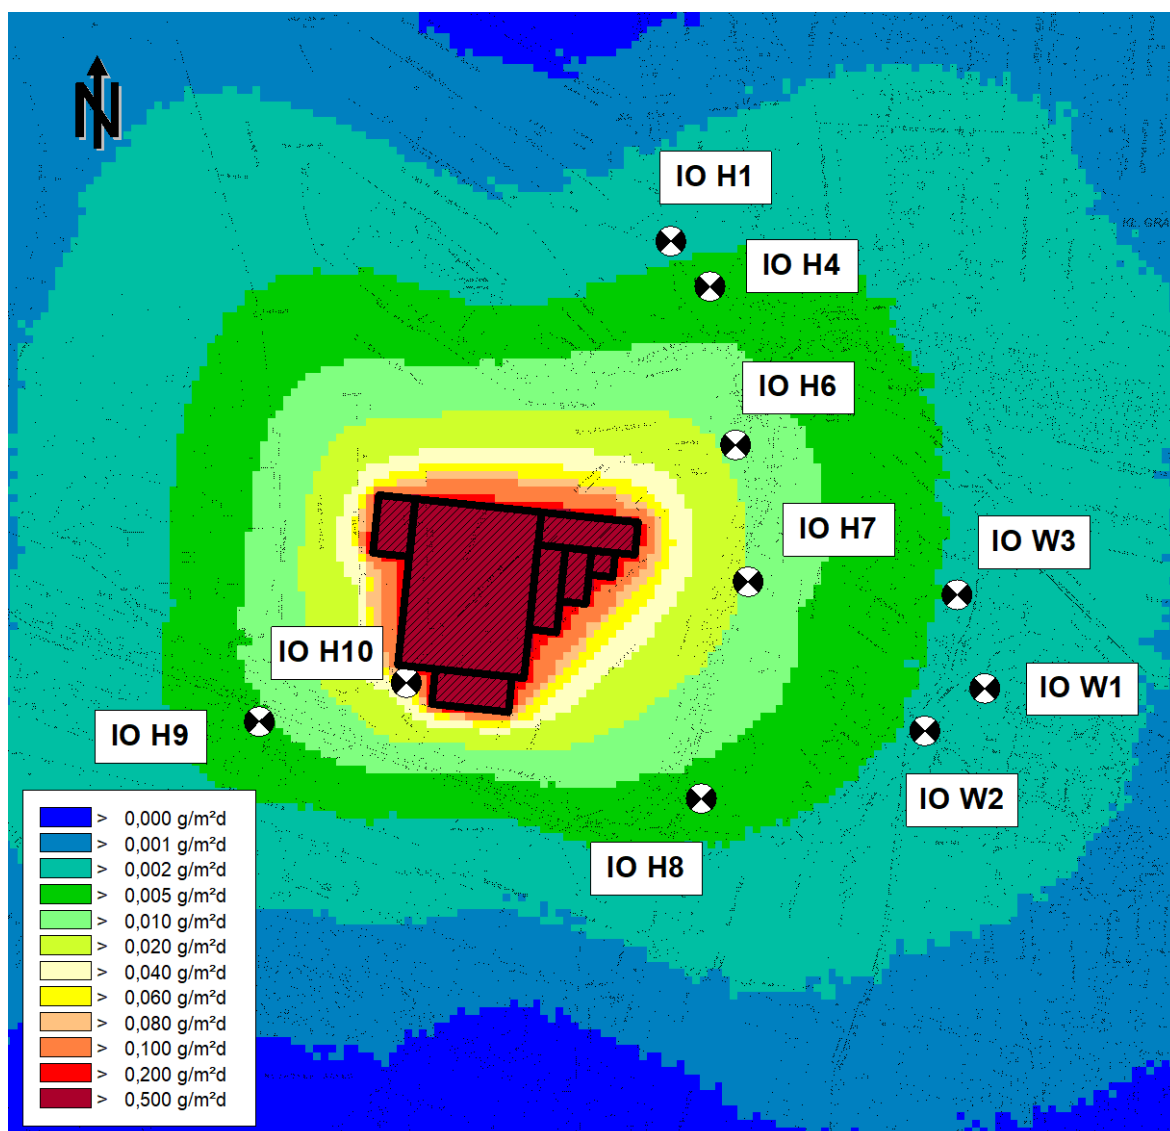 N
IO H1
KL. GRA
IO H4
IO H6
IO H7
IO W3
IO H10
IO W1
IO H9
IO W2
IO H8
> 0,000 g/m²d
> 0,001 g/m²d
> 0,002 g/m²d
> 0,005 g/m²d
> 0,010 g/m²d
> 0,020 g/m²d
> 0,040 g/m²d
> 0,060 g/m²d
> 0,080 g/m²d
> 0,100 g/m²d
> 0,200 g/m²d
> 0,500 g/m²d